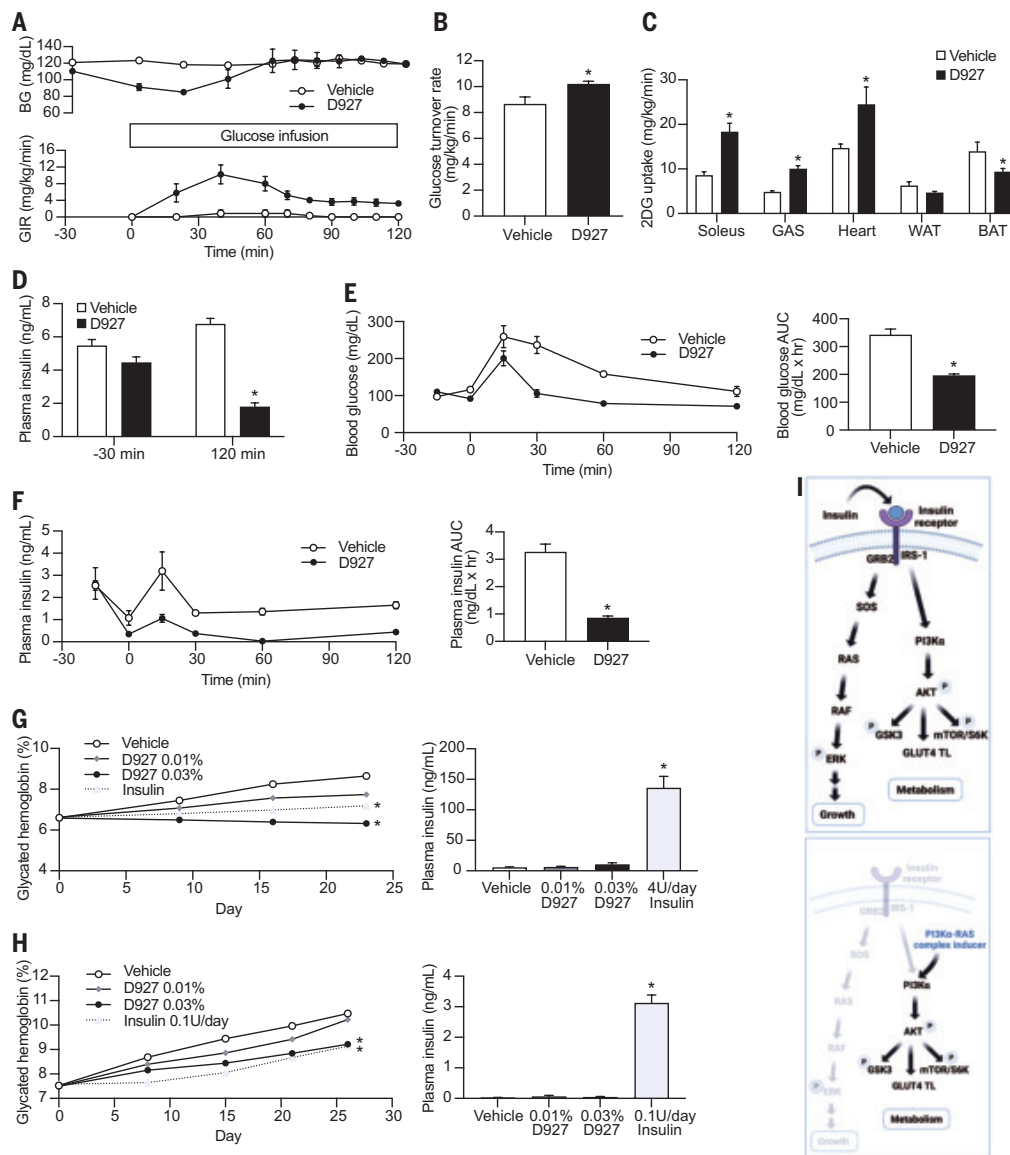 A
BG (mg/dL)
140
120
100
80
60
Vehicle
D927
Glucose infusion
GIR (mg/kg/min)
16
12
8
4
0
-30
0
30
60
90
120
Time (min)
B
Glucose turnover rate
(mg/kg/min)
12
10
8
6
4
2
0
*
Vehicle
D927
C
2DG uptake (mg/kg/min)
30
20
10
0
Vehicle
D927
*
*
*
*
Soleus
GAS
Heart
WAT
BAT
D
Plasma insulin (ng/mL)
8
6
4
2
0
Vehicle
D927
*
-30 min
120 min
E
Blood glucose (mg/dL)
300
200
100
0
Vehicle
D927
-30
0
30
60
90
120
Time (min)
Blood glucose AUC
(mg/dL x hr)
400
300
200
100
0
*
Vehicle
D927
F
Plasma insulin (ng/mL)
5
4
3
2
1
0
Vehicle
D927
-30
0
30
60
90
120
Time (min)
Plasma insulin AUC
(ng/dL x hr)
4
3
2
1
0
*
Vehicle
D927
G
Glycated hemoglobin (%)
10
8
6
4
Vehicle
D927 0.01%
D927 0.03%
Insulin
*
*
0
5
10
15
20
25
Day
Plasma insulin (ng/mL)
200
150
100
50
0
*
Vehicle
0.01%
D927
0.03%
D927
4U/day
Insulin
H
Glycated hemoglobin (%)
12
11
10
9
8
7
Vehicle
D927 0.01%
D927 0.03%
Insulin 0.1U/day
*
*
0
5
10
15
20
25
30
Day
Plasma insulin (ng/mL)
4
3
2
1
0
*
Vehicle
0.01%
D927
0.03%
D927
0.1U/day
Insulin
I
Insulin
Insulin
receptor
GRB2
IRS-1
SOS
RAS
RAF
P
ERK
Growth
PI3Kα
AKT
P
P
GSK3
GLUT4 TL
P
mTOR/S6K
Metabolism
Insulin
receptor
GRB2
IRS-1
SOS
RAS
RAF
P
ERK
Growth
PI3Kα-RAS
complex inducer
PI3Kα
AKT
P
P
GSK3
GLUT4 TL
P
mTOR/S6K
Metabolism